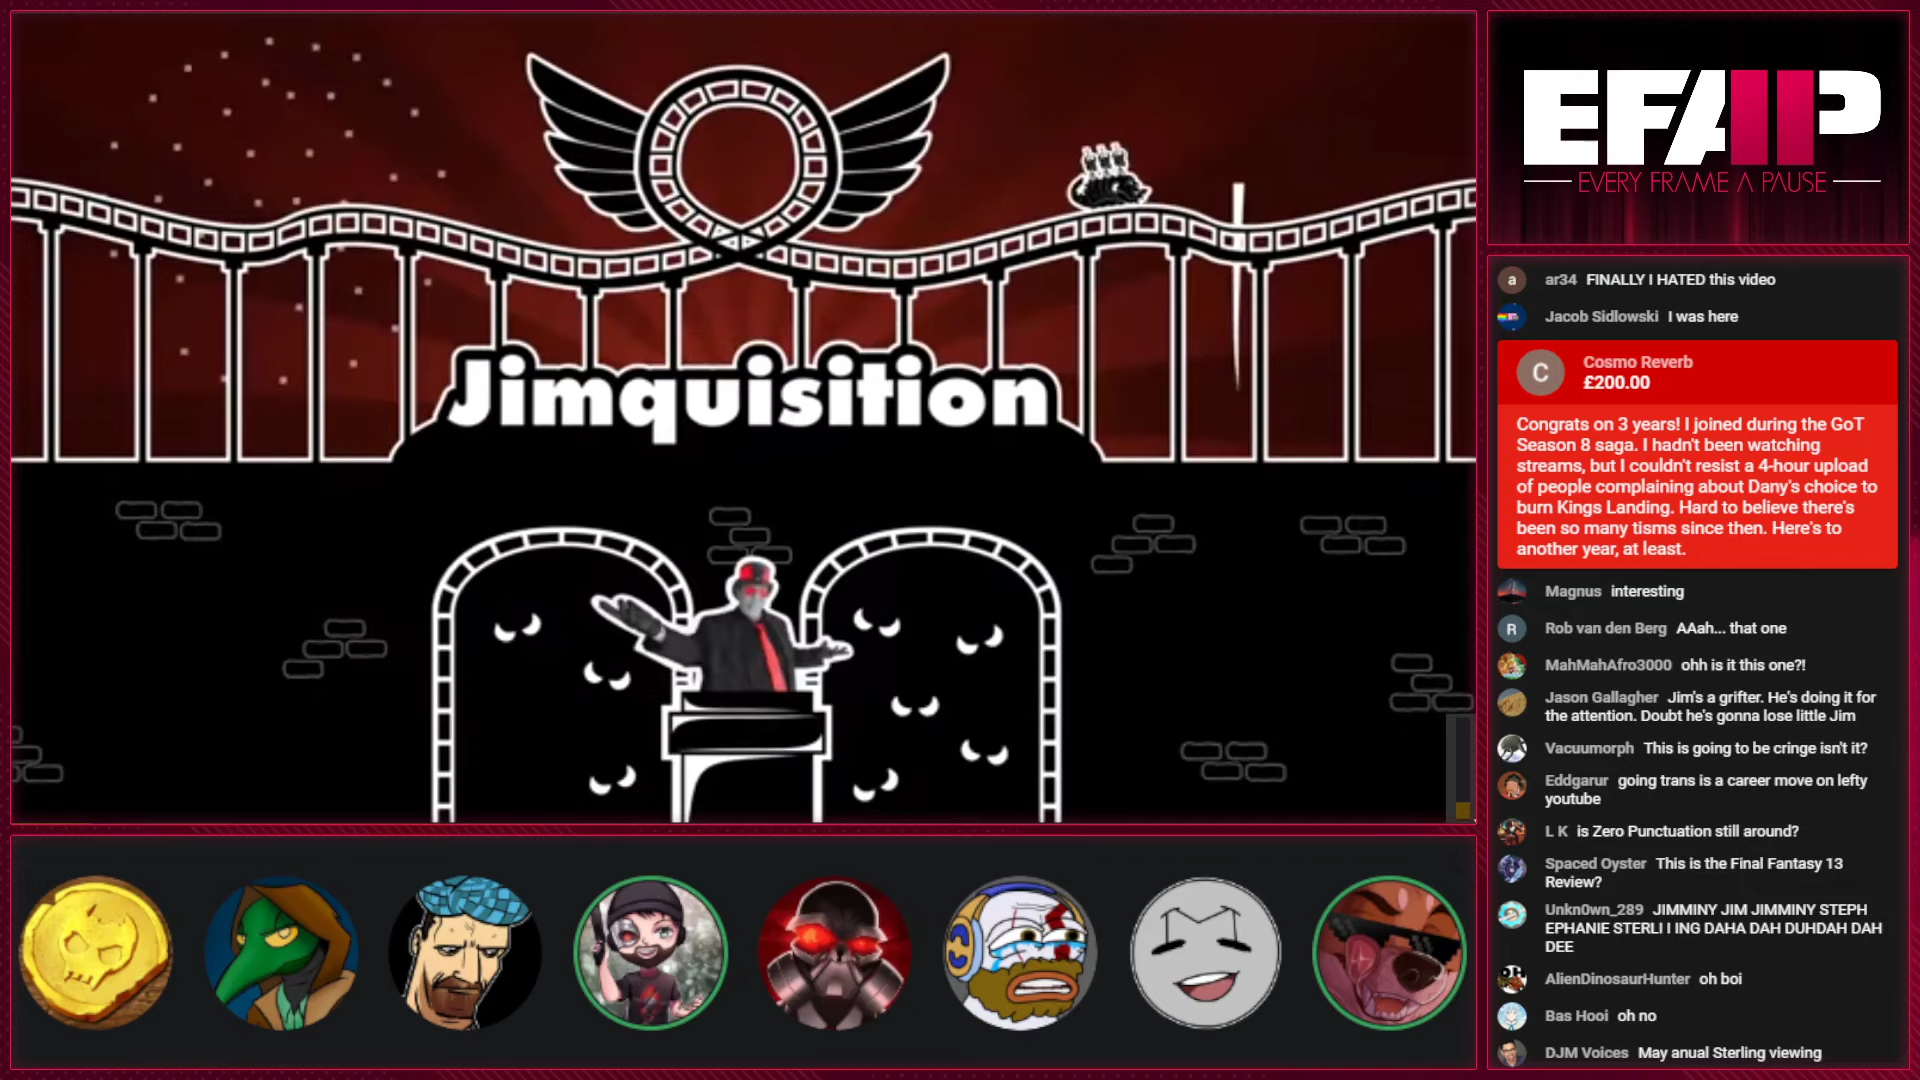 Jimquisition
EFAP
EVERY FRAME A PAUSE
a ar34 FINALLY I HATED this video
Jacob Sidlowski I was here
C Cosmo Reverb
£200.00
Congrats on 3 years! I joined during the GoT
Season 8 saga. I hadn't been watching
streams, but I couldn't resist a 4-hour upload
of people complaining about Dany's choice to
burn Kings Landing. Hard to believe there's
been so many tisms since then. Here's to
another year, at least.
Magnus interesting
R Rob van den Berg AAah... that one
MahMahAfro3000 ohh is it this one?!
Jason Gallagher Jim's a grifter. He's doing it for
the attention. Doubt he's gonna lose little Jim
Vacuumorph This is going to be cringe isn't it?
Eddgarur going trans is a career move on lefty
youtube
L K is Zero Punctuation still around?
Spaced Oyster This is the Final Fantasy 13
Review?
Unkn0wn_289 JIMMINY JIM JIMMINY STEPH
EPHANIE STERLI I ING DAHA DAH DUHDAH DAH
DEE
AlienDinosaurHunter oh boi
Bas Hooi oh no
DJM Voices May anual Sterling viewing